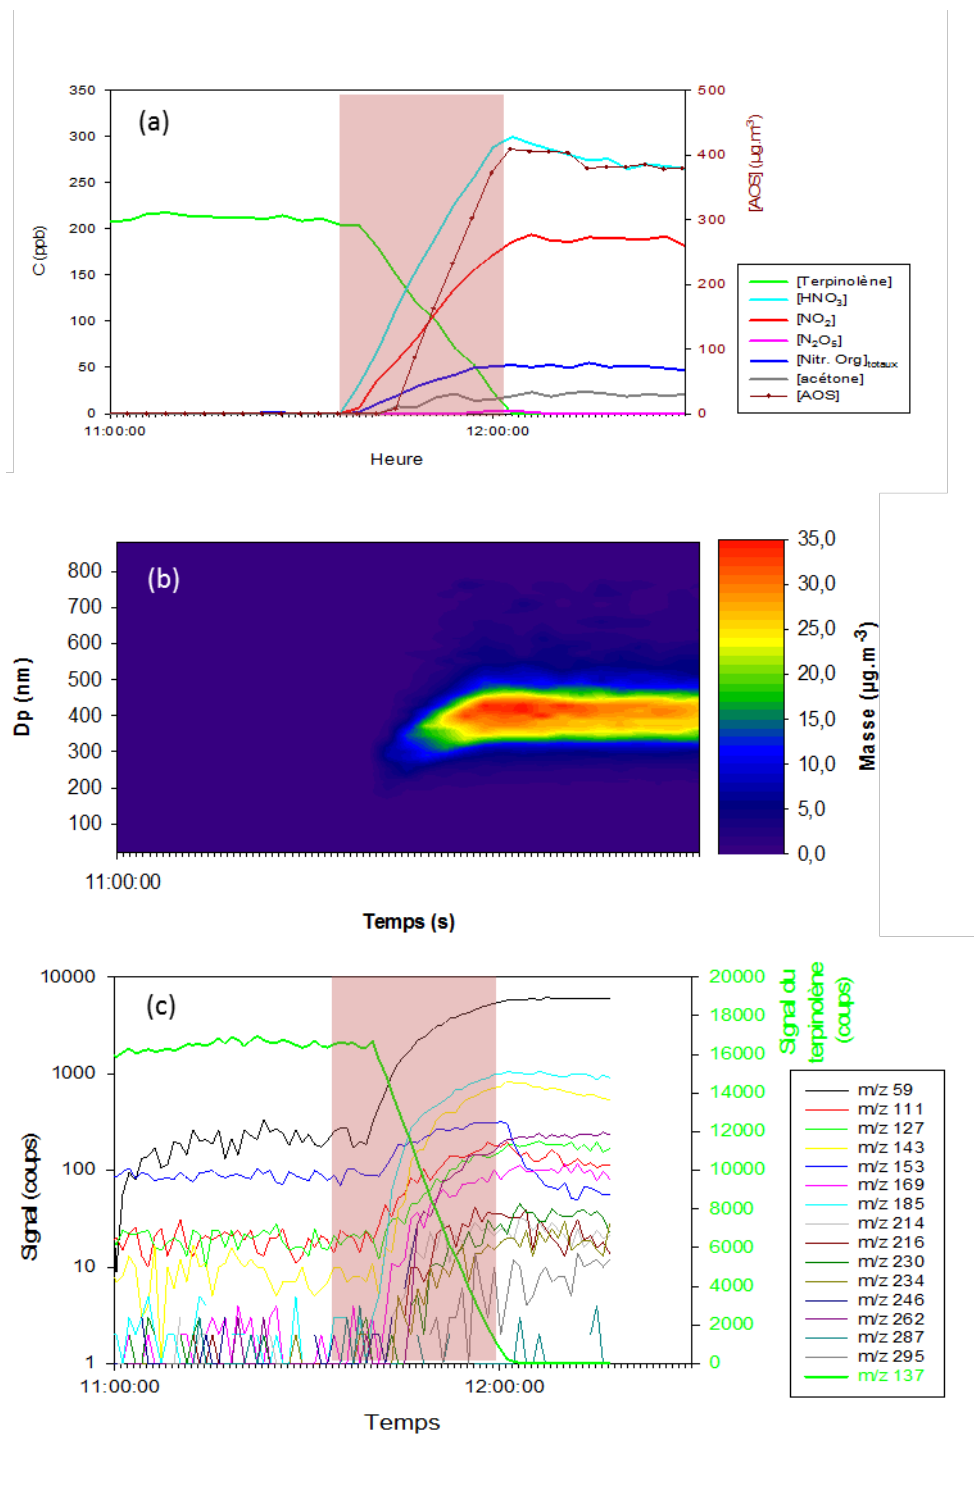 (a)
350
300
250
200
150
100
50
0
C (ppb)
11:00:00
12:00:00
Heure
500
400
300
200
100
0
[AOS] (µg.m³)
[Terpinolène]
[HNO₃]
[NO₂]
[N₂O₅]
[Nitr. Org]totaux
[acétone]
[AOS]
(b)
800
700
600
500
400
300
200
100
Dp (nm)
11:00:00
Temps (s)
35,0
30,0
25,0
20,0
15,0
10,0
5,0
0,0
Masse (µg.m⁻³)
(c)
10000
1000
100
10
1
Signal (coups)
11:00:00
12:00:00
Temps
20000
18000
16000
14000
12000
10000
8000
6000
4000
2000
0
Signal du
terpinolène
(coups)
m/z 59
m/z 111
m/z 127
m/z 143
m/z 153
m/z 169
m/z 185
m/z 214
m/z 216
m/z 230
m/z 234
m/z 246
m/z 262
m/z 287
m/z 295
m/z 137